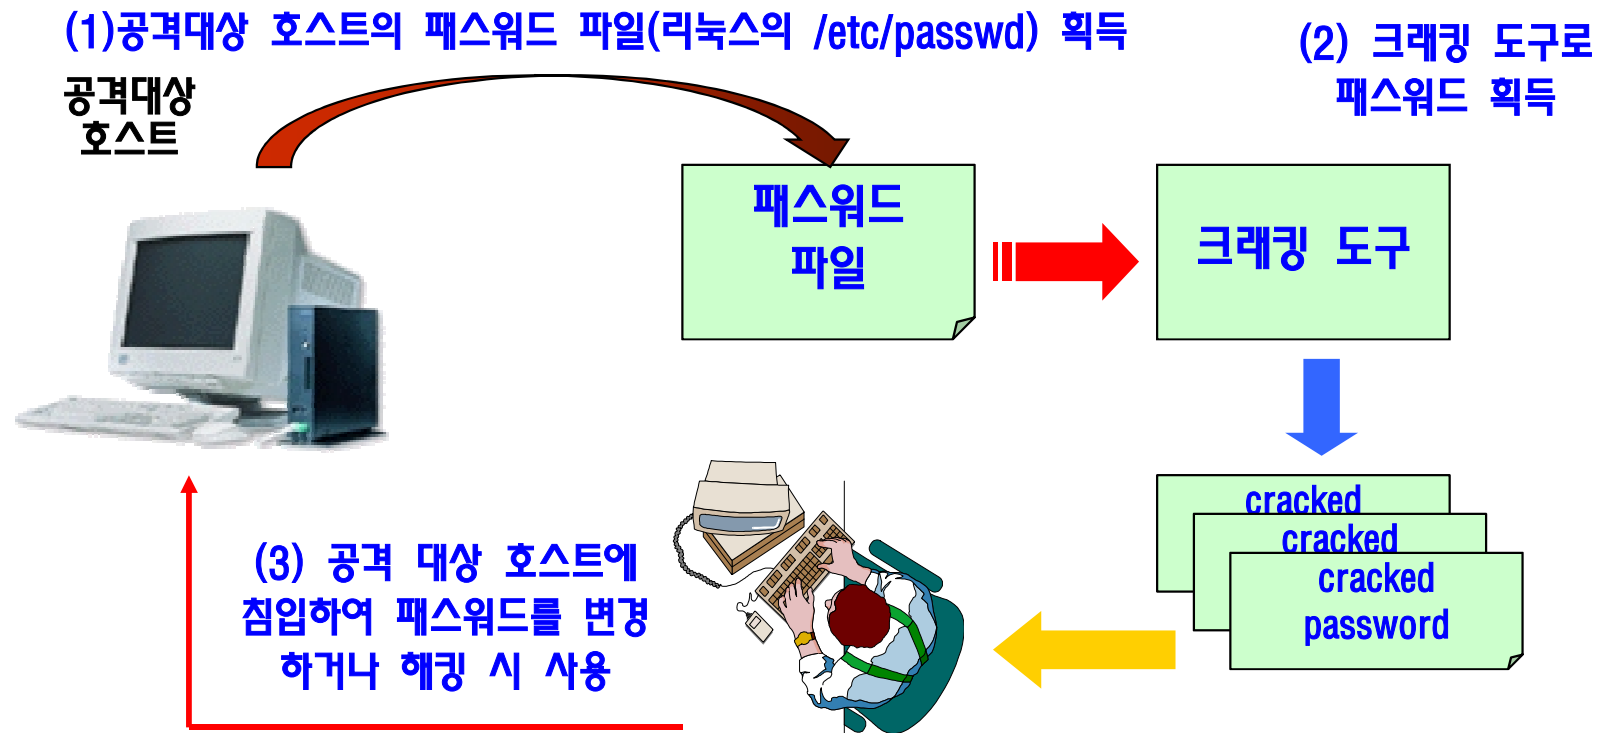 (1)공격대상 호스트의 패스워드 파일(리눅스의 /etc/passwd) 획득
(2) 크래킹 도구로
패스워드 획득
공격대상
호스트
패스워드
파일
크래킹 도구
cracked
cracked
cracked
password
(3) 공격 대상 호스트에
침입하여 패스워드를 변경
하거나 해킹 시 사용